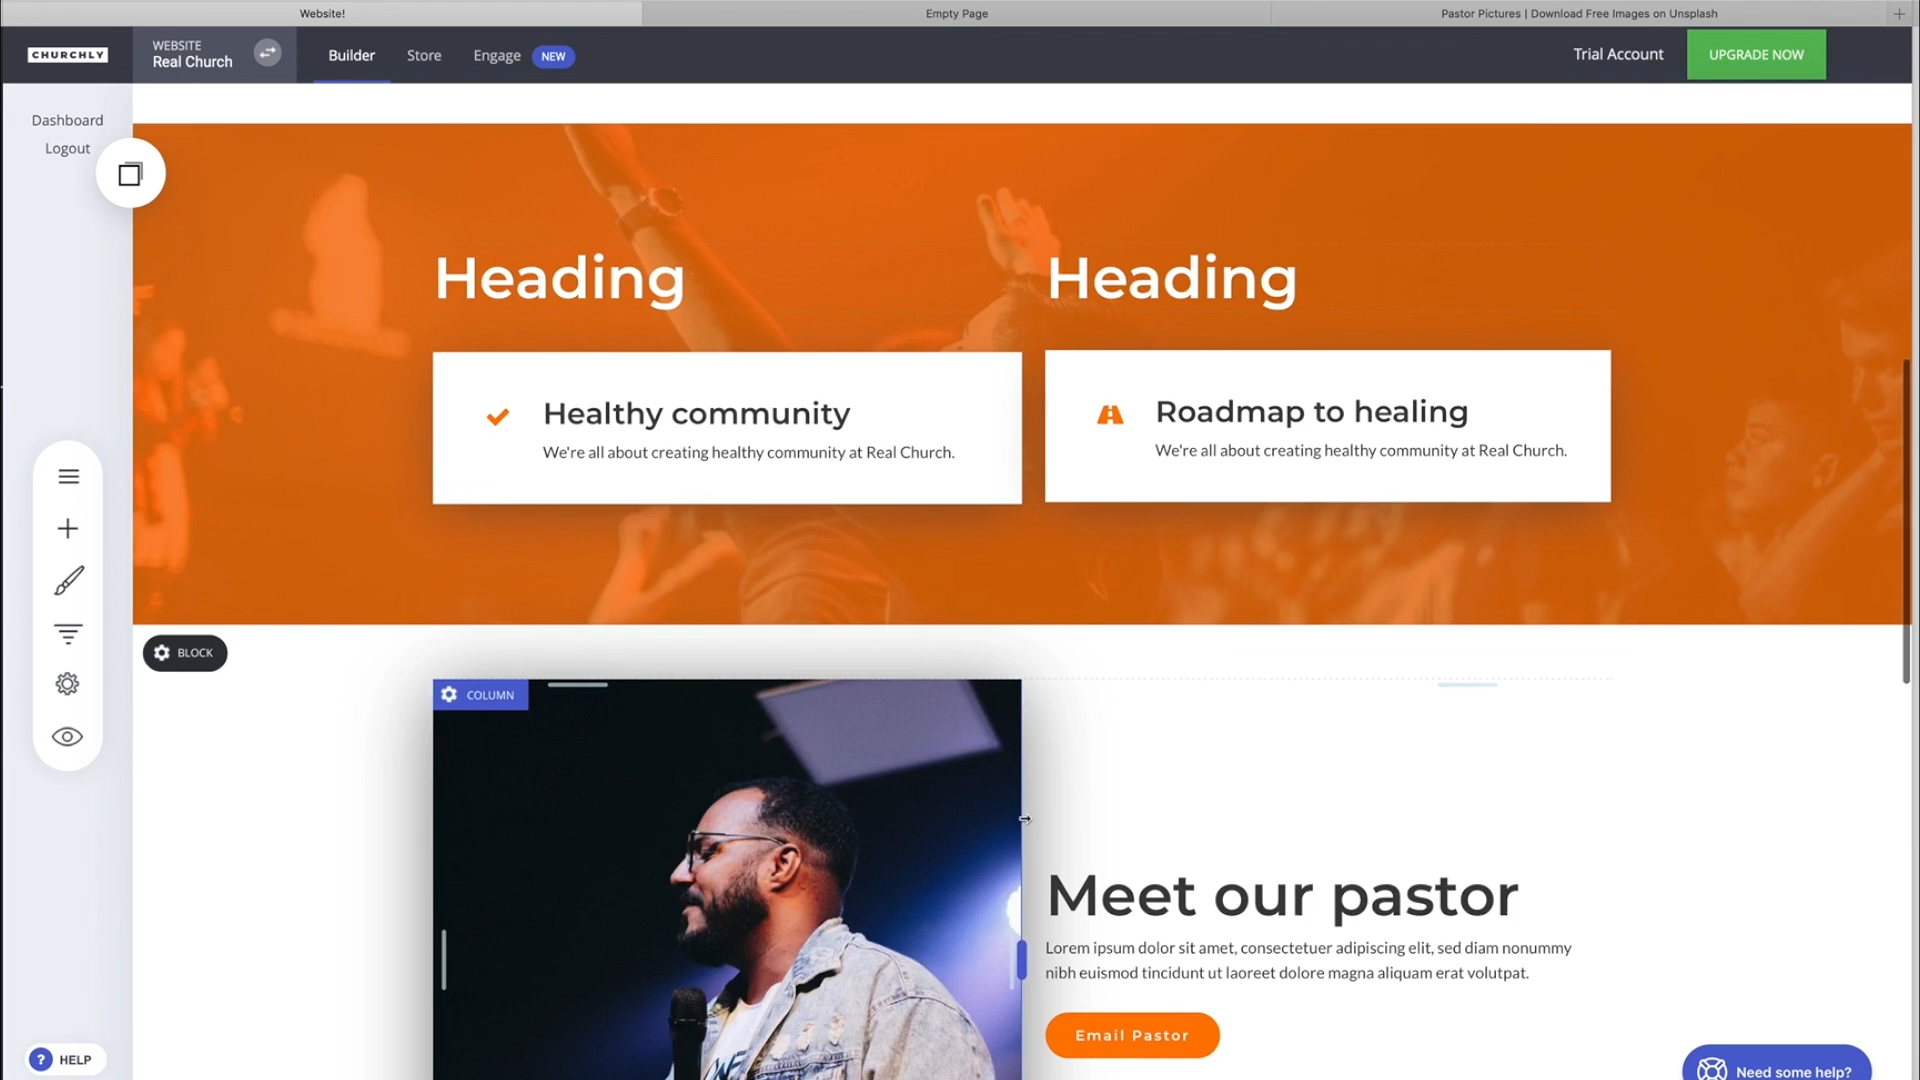 Website!
Empty Page
Pastor Pictures | Download Free Images on Unsplash
CHURCHLY
WEBSITE
Real Church
Builder
Store
Engage
NEW
Trial Account
UPGRADE NOW
Dashboard
Logout
Heading
Heading
Healthy community
We're all about creating healthy community at Real Church.
Roadmap to healing
We're all about creating healthy community at Real Church.
BLOCK
COLUMN
Meet our pastor
Lorem ipsum dolor sit amet, consectetuer adipiscing elit, sed diam nonummy
nibh euismod tincidunt ut laoreet dolore magna aliquam erat volutpat.
Email Pastor
? HELP
Need some help?